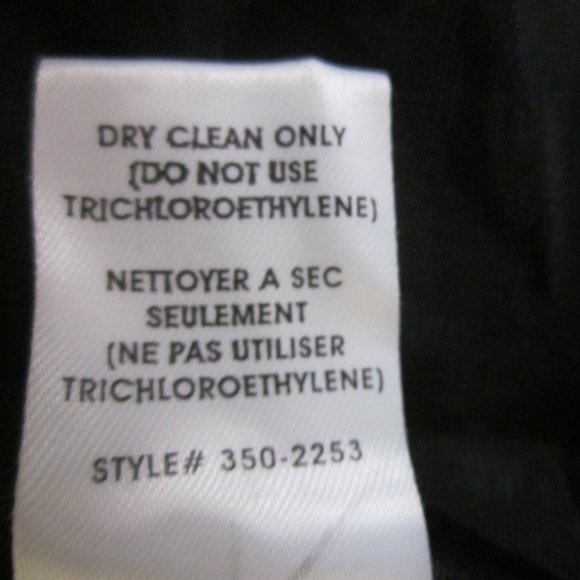 DRY CLEAN ONLY
(DO NOT USE
TRICHLOROETHYLENE)
NETTOYER A SEC
SEULEMENT
(NE PAS UTILISER
TRICHLOROETHYLENE)
STYLE# 350-2253